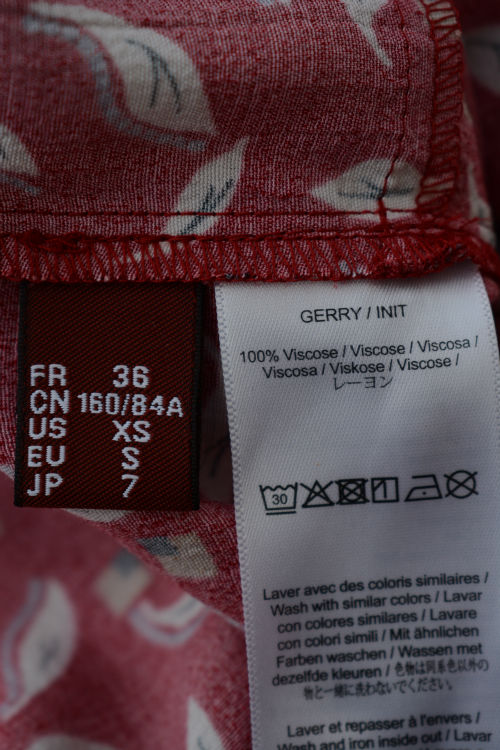 FR 36
CN 160/84A
US XS
EU S
JP 7
GERRY / INIT
100% Viscose / Viscose / Viscosa /
Viscosa / Viskose / Viscose /
レーヨン
30
Laver avec des coloris similaires /
Wash with similar colors / Lavar
con colores similares / Lavare
con colori simili / Mit ähnlichen
Farben waschen / Wassen met
dezelfde kleuren / 色物は同系色以外の
物と一緒に洗わないでください。
Laver et repasser à l'envers /
Wash and iron inside out / Lavar